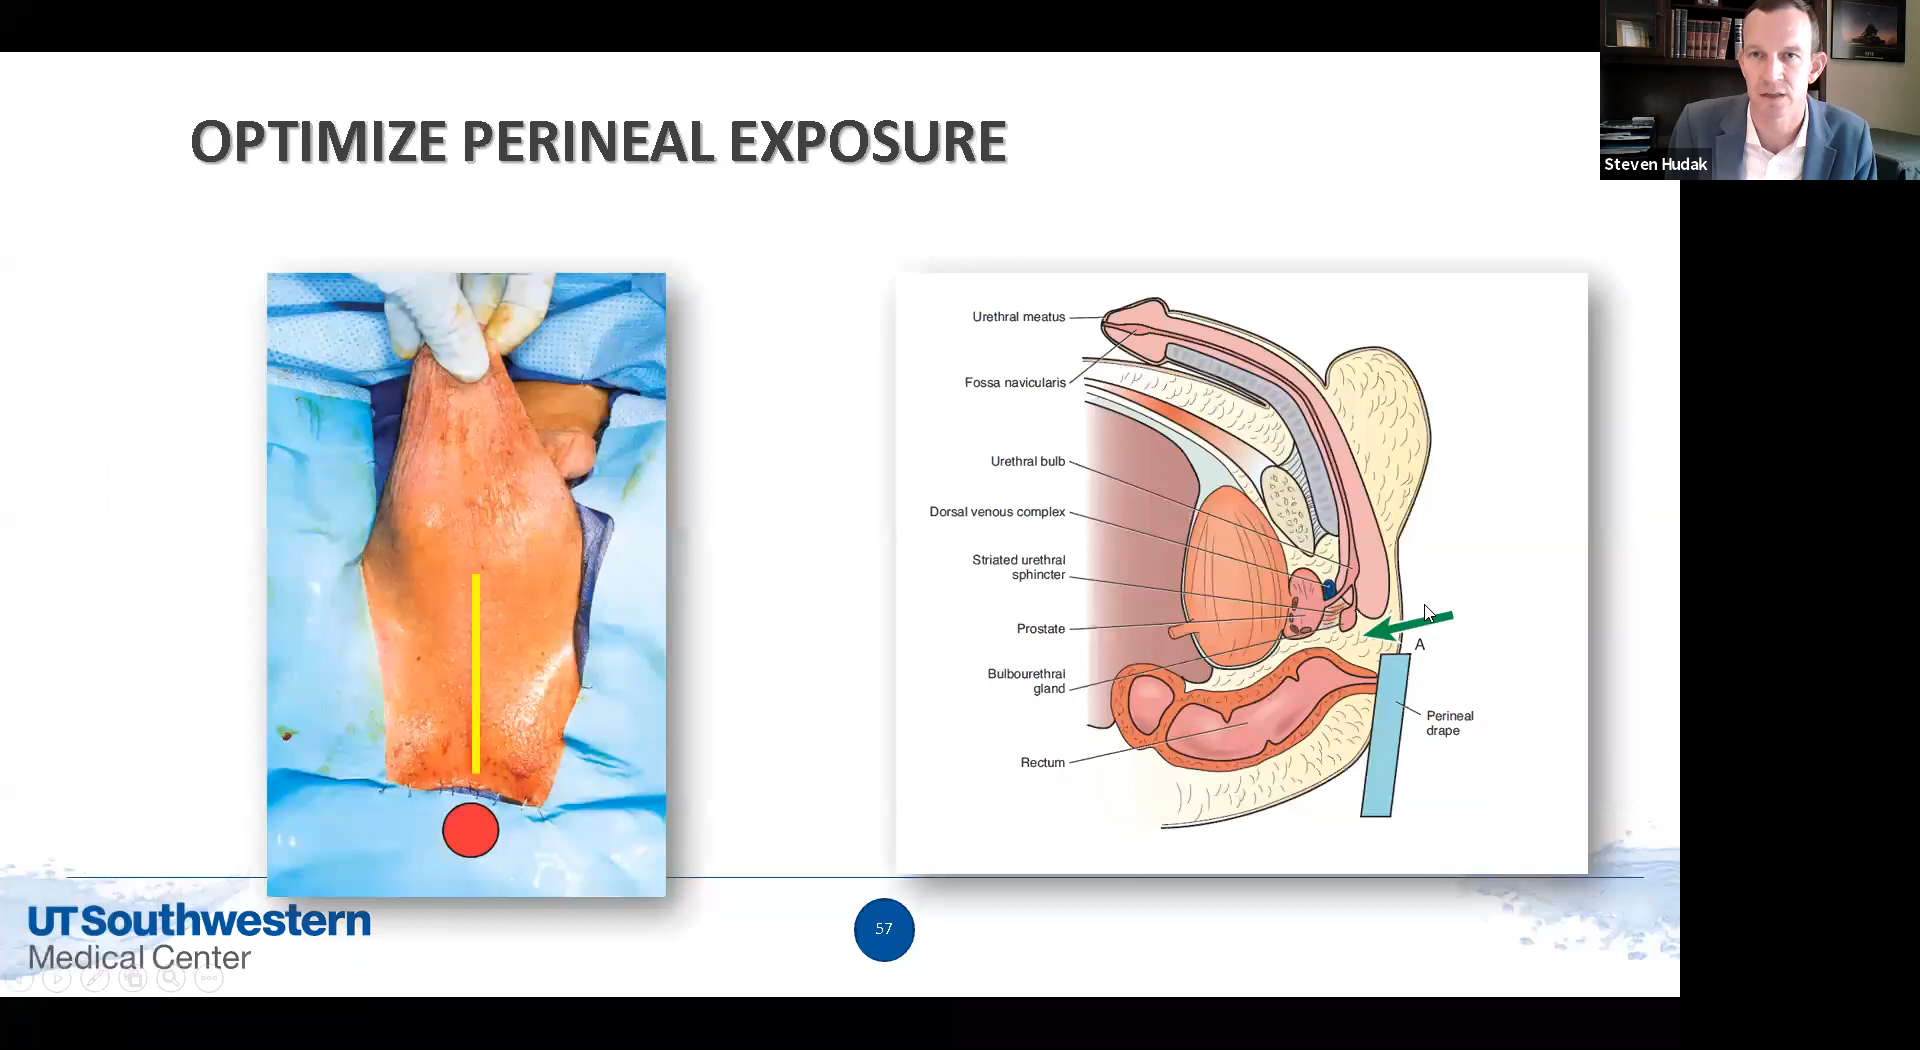 OPTIMIZE PERINEAL EXPOSURE
Steven Hudak
Urethral meatus
Fossa navicularis
Urethral bulb
Dorsal venous complex
Striated urethral
sphincter
Prostate
Bulbourethral
gland
Rectum
A
Perineal
drape
UTSouthwestern
Medical Center
57